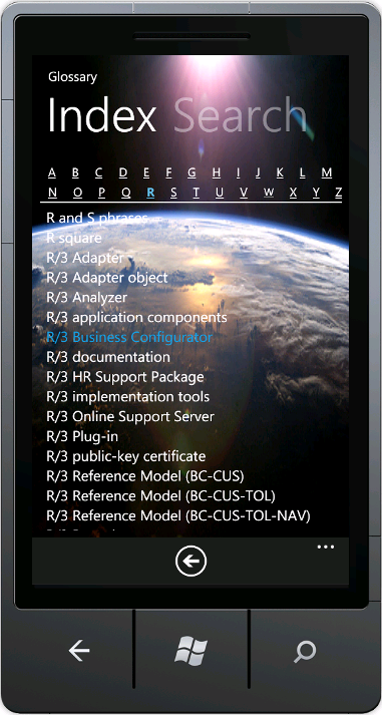 Glossary
Index Search
A B C D E F G H I J K L M
N O P Q R S T U V W X Y Z
R and S phrases
R square
R/3 Adapter
R/3 Adapter object
R/3 Analyzer
R/3 application components
R/3 Business Configurator
R/3 documentation
R/3 HR Support Package
R/3 implementation tools
R/3 Online Support Server
R/3 Plug-in
R/3 public-key certificate
R/3 Reference Model (BC-CUS)
R/3 Reference Model (BC-CUS-TOL)
R/3 Reference Model (BC-CUS-TOL-NAV)